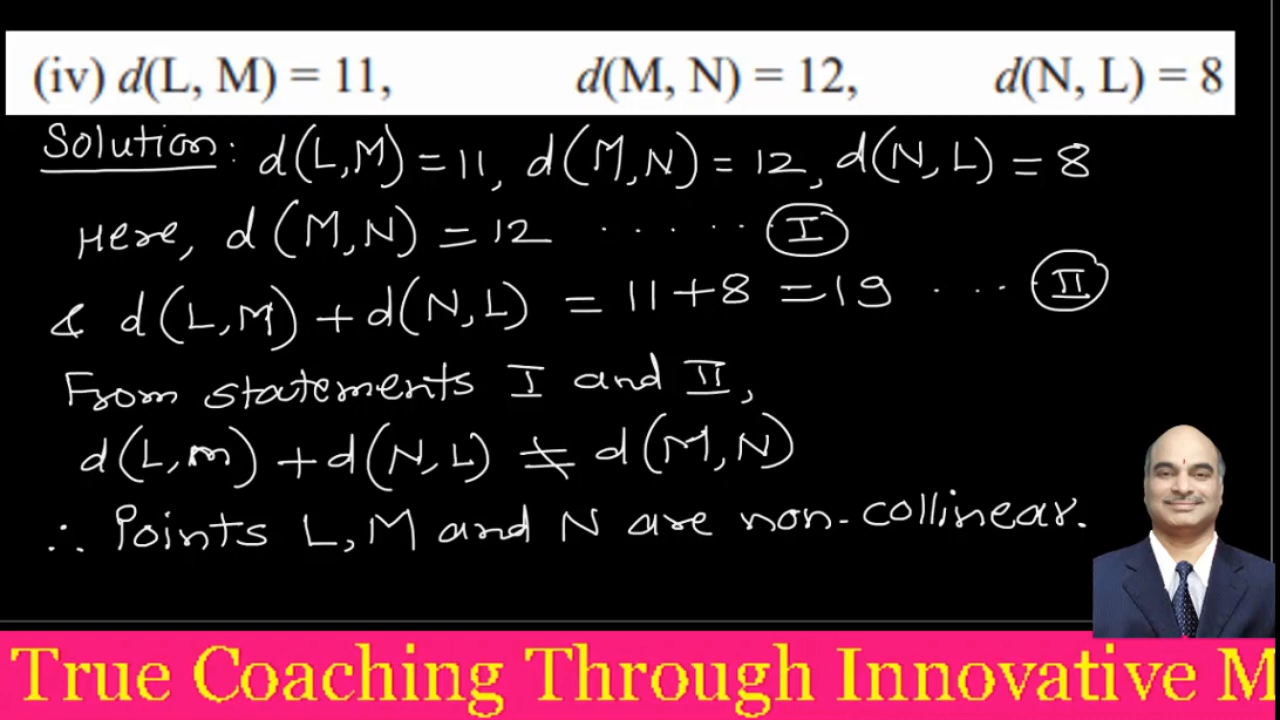 (iv) d(L, M) = 11, d(M, N) = 12, d(N, L) = 8
Solution: d(L,M) = 11, d(M,N) = 12, d(N, L) = 8
Here, d(M,N) = 12 ..... I
& d(L,M) + d(N,L) = 11+8 = 19 .... II
From statements I and II,
d(L,m) + d(N,L) ≠ d(M,N)
∴ Points L, M and N are non-collinear.
True Coaching Through Innovative M